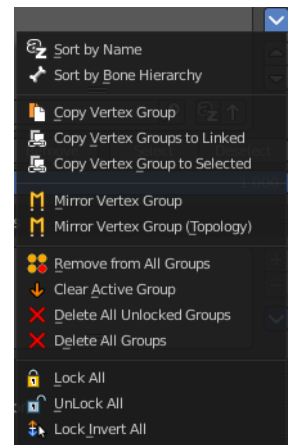 Sort by Name
Sort by Bone Hierarchy
Copy Vertex Group
Copy Vertex Groups to Linked
Copy Vertex Group to Selected
Mirror Vertex Group
Mirror Vertex Group (Topology)
Remove from All Groups
Clear Active Group
Delete All Unlocked Groups
Delete All Groups
Lock All
UnLock All
Lock Invert All